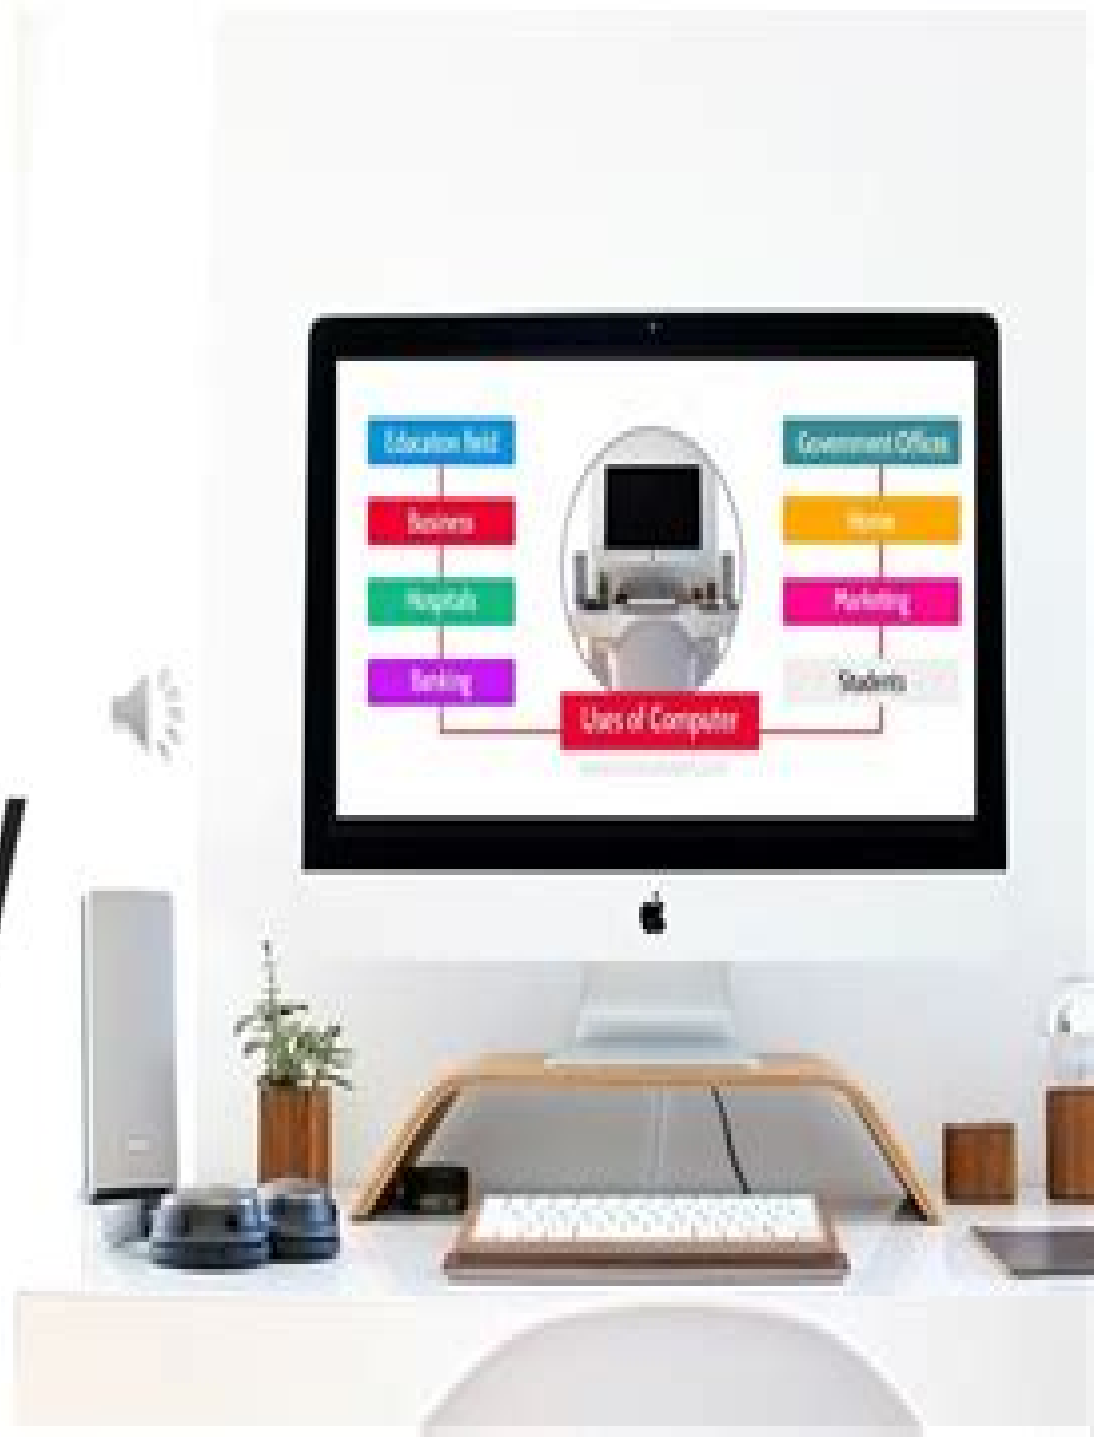 Education field
Business
Hospitals
Banking
Government Offices
Home
Marketing
Students
Uses of Computer